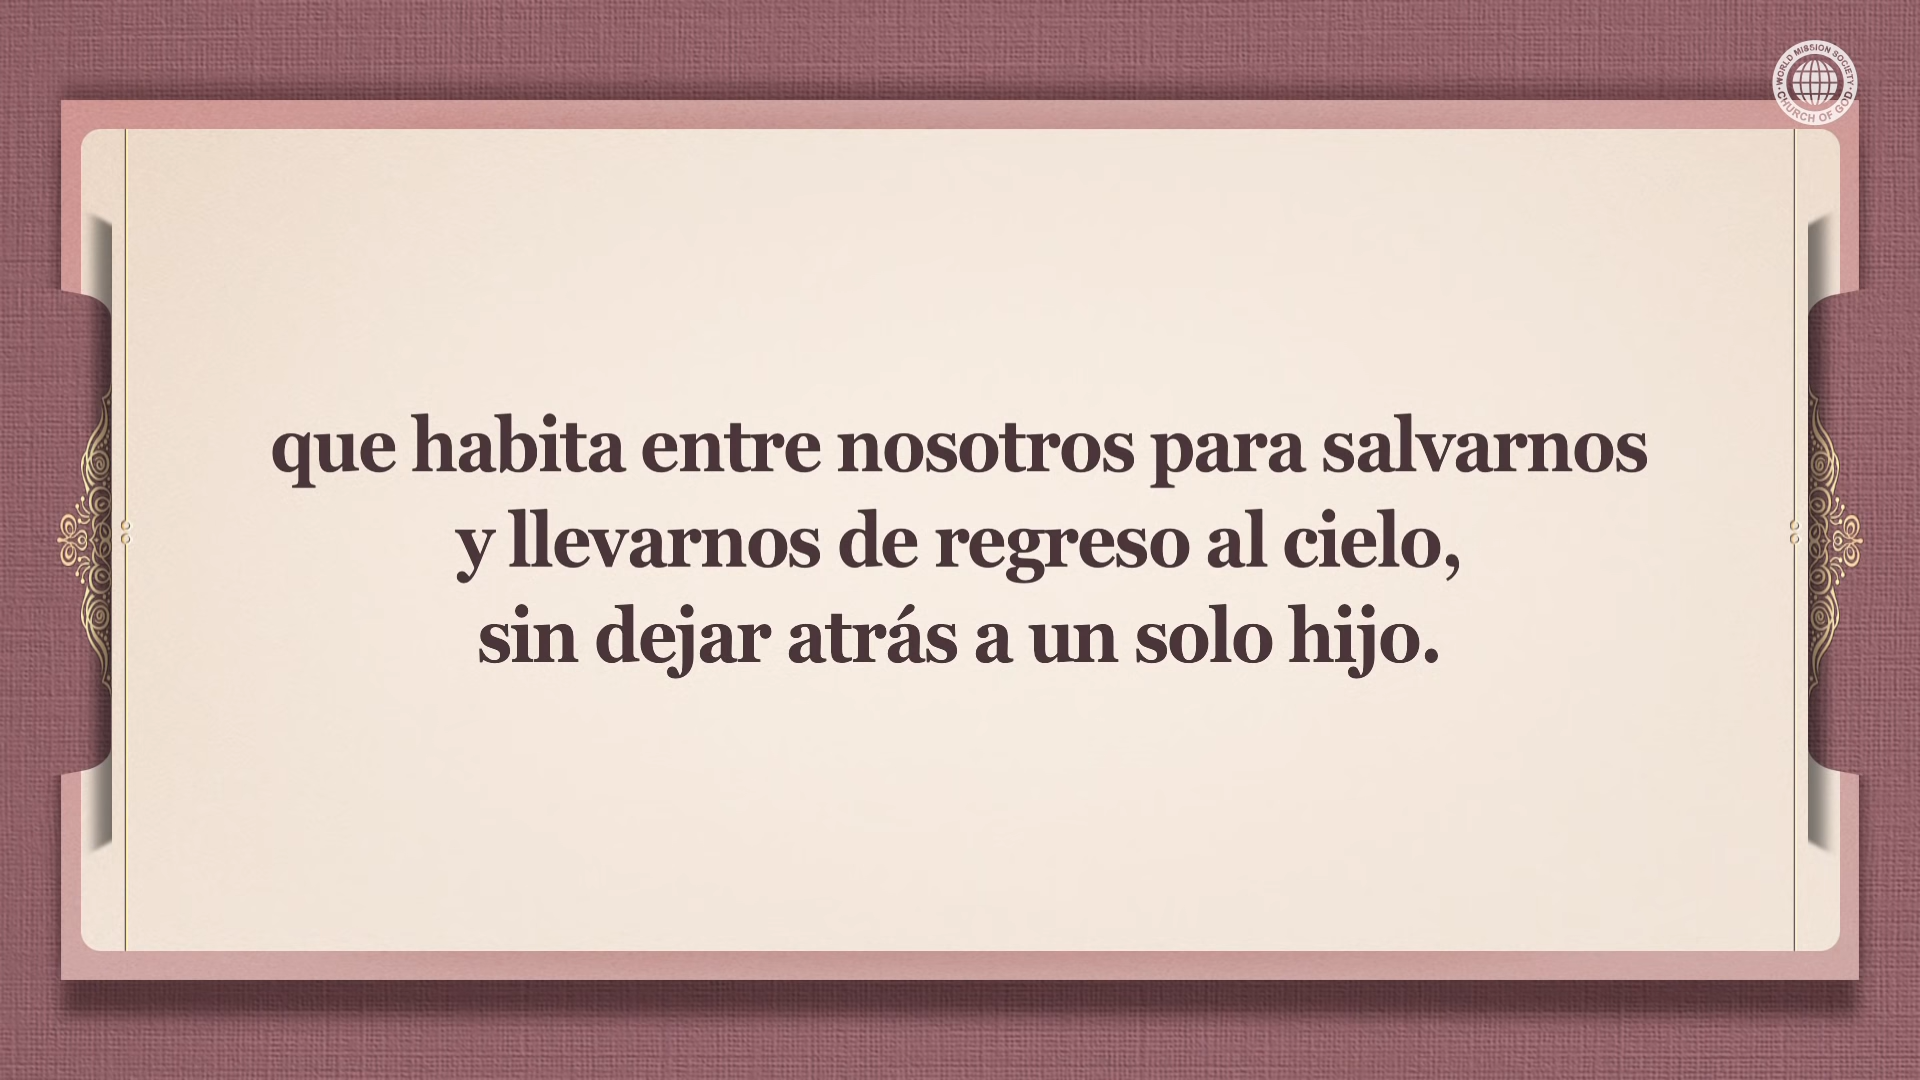 WORLD MISSION SOCIETY
CHURCH OF GOD
que habita entre nosotros para salvarnos
y llevarnos de regreso al cielo,
sin dejar atrás a un solo hijo.